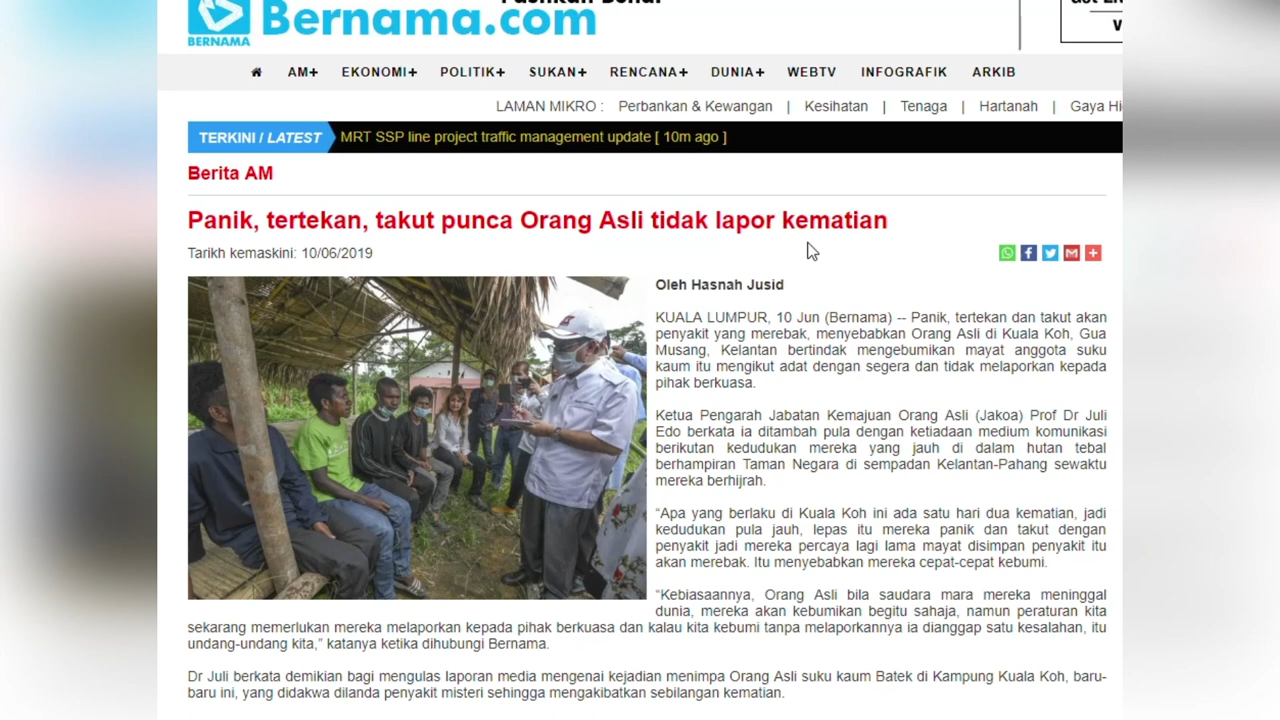 BERNAMA
Bernama.com
AM+ EKONOMI+ POLITIK+ SUKAN+ RENCANA+ DUNIA+ WEBTV INFOGRAFIK ARKIB
LAMAN MIKRO : Perbankan & Kewangan | Kesihatan | Tenaga | Hartanah | Gaya
TERKINI / LATEST MRT SSP line project traffic management update [ 10m ago ]
Berita AM
Panik, tertekan, takut punca Orang Asli tidak lapor kematian
Tarikh kemaskini: 10/06/2019
Oleh Hasnah Jusid
KUALA LUMPUR, 10 Jun (Bernama) -- Panik, tertekan dan takut akan
penyakit yang merebak, menyebabkan Orang Asli di Kuala Koh, Gua
Musang, Kelantan bertindak mengebumikan mayat anggota suku
kaum itu mengikut adat dengan segera dan tidak melaporkan kepada
pihak berkuasa.
Ketua Pengarah Jabatan Kemajuan Orang Asli (Jakoa) Prof Dr Juli
Edo berkata ia ditambah pula dengan ketiadaan medium komunikasi
berikutan kedudukan mereka yang jauh di dalam hutan tebal
berhampiran Taman Negara di sempadan Kelantan-Pahang sewaktu
mereka berhijrah.
“Apa yang berlaku di Kuala Koh ini ada satu hari dua kematian, jadi
kedudukan pula jauh, lepas itu mereka panik dan takut dengan
penyakit jadi mereka percaya lagi lama mayat disimpan penyakit itu
akan merebak. Itu menyebabkan mereka cepat-cepat kebumi.
“Kebiasaannya, Orang Asli bila saudara mara mereka meninggal
dunia, mereka akan kebumikan begitu sahaja, namun peraturan kita
sekarang memerlukan mereka melaporkan kepada pihak berkuasa dan kalau kita kebumi tanpa melaporkannya ia dianggap satu kesalahan, itu
undang-undang kita,” katanya ketika dihubungi Bernama.
Dr Juli berkata demikian bagi mengulas laporan media mengenai kejadian menimpa Orang Asli suku kaum Batek di Kampung Kuala Koh, baru-
baru ini, yang didakwa dilanda penyakit misteri sehingga mengakibatkan sebilangan kematian.